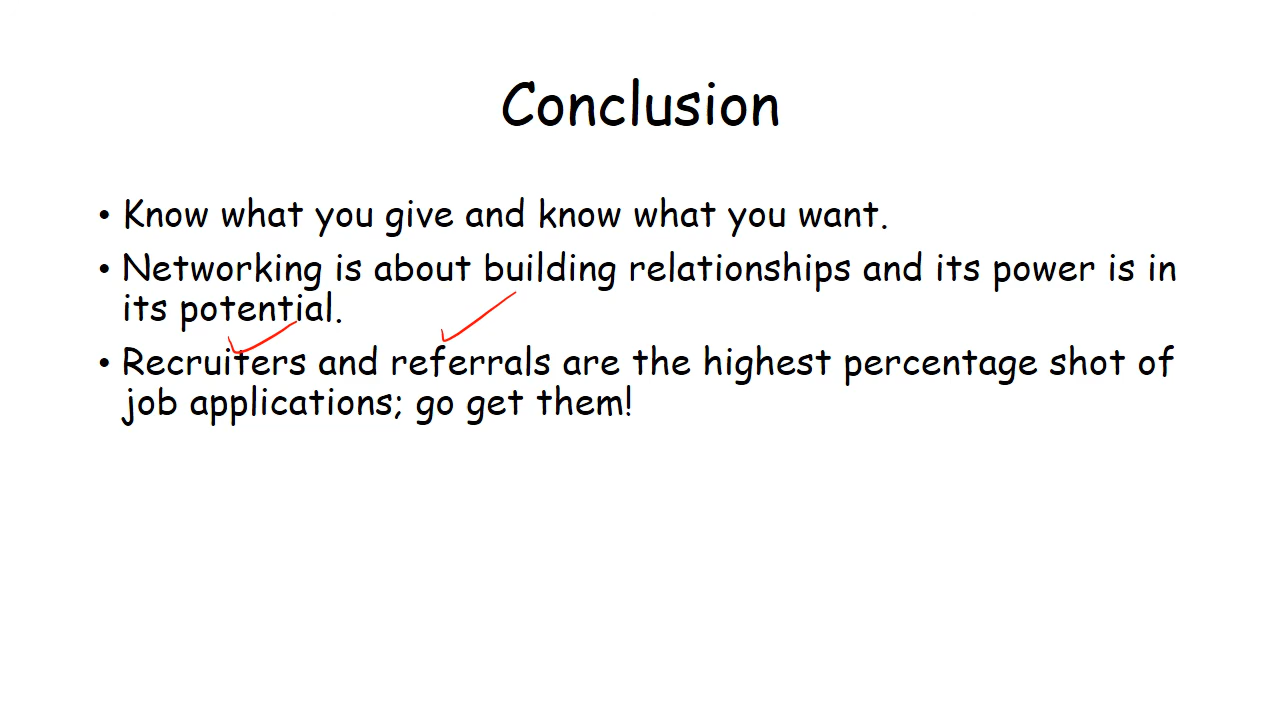 Conclusion
• Know what you give and know what you want.
• Networking is about building relationships and its power is in
its potential.
• Recruiters and referrals are the highest percentage shot of
job applications; go get them!